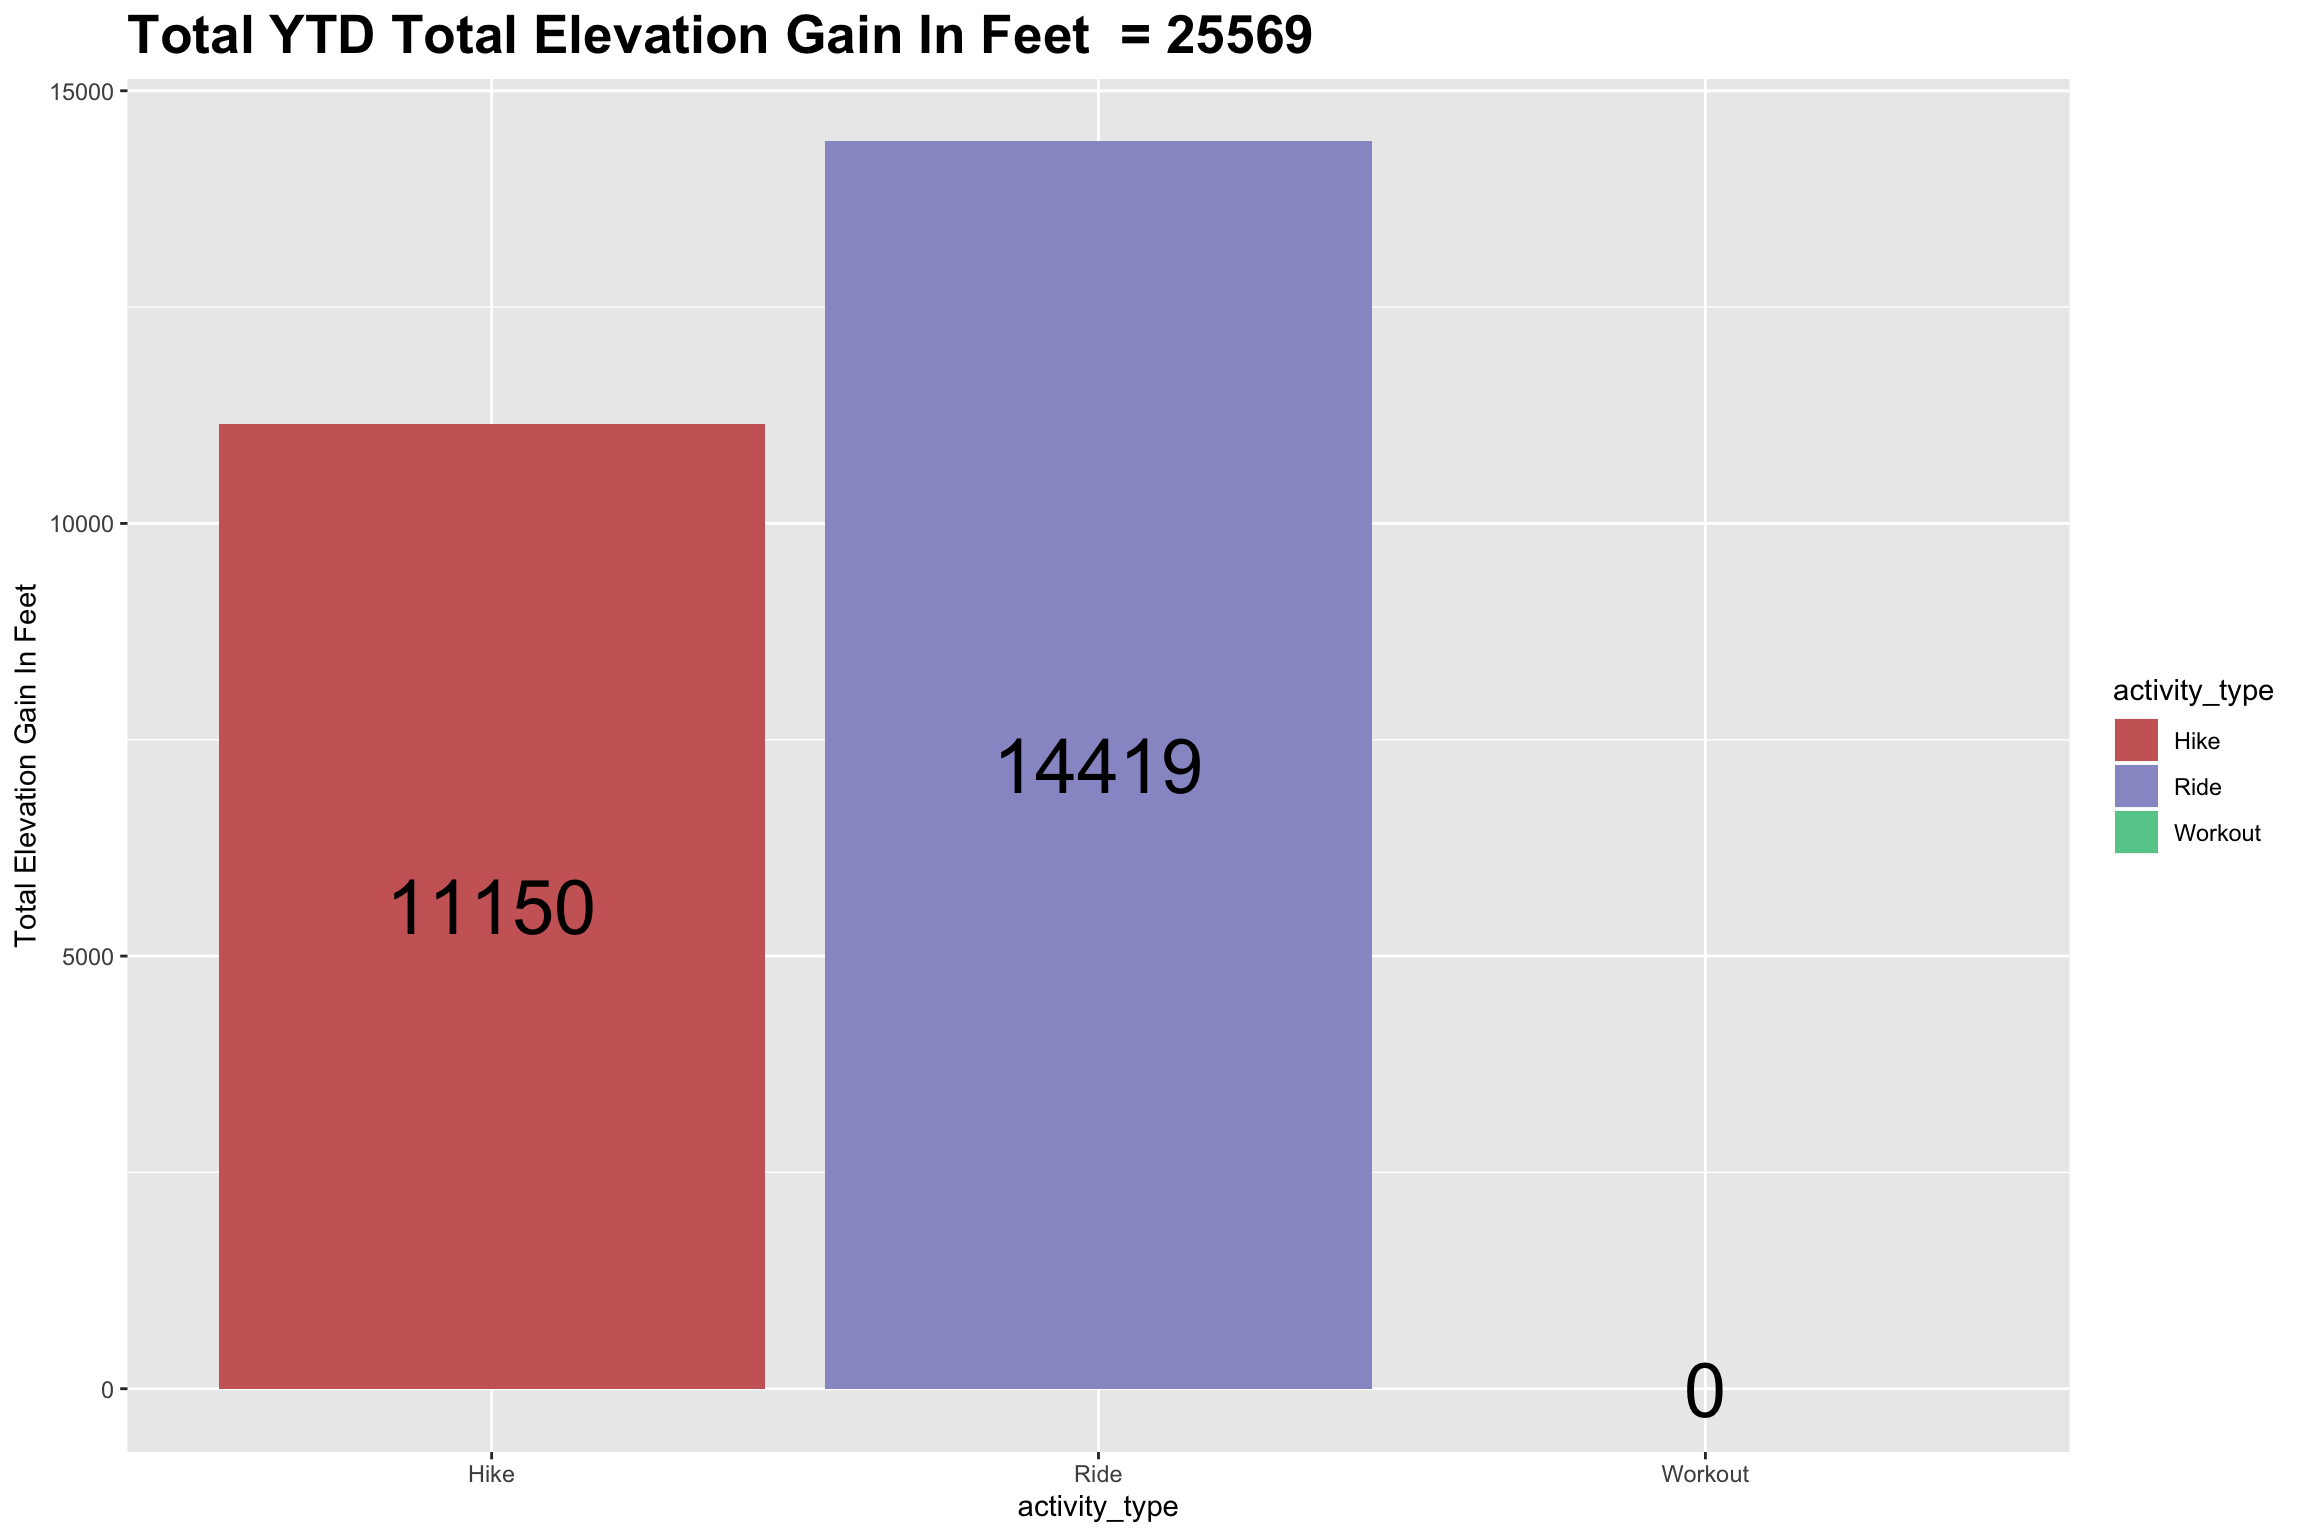 Total YTD Total Elevation Gain In Feet  = 25569
Total Elevation Gain In Feet
15000
10000
5000
0
11150
14419
0
Hike
Ride
Workout
activity_type
activity_type
Hike
Ride
Workout